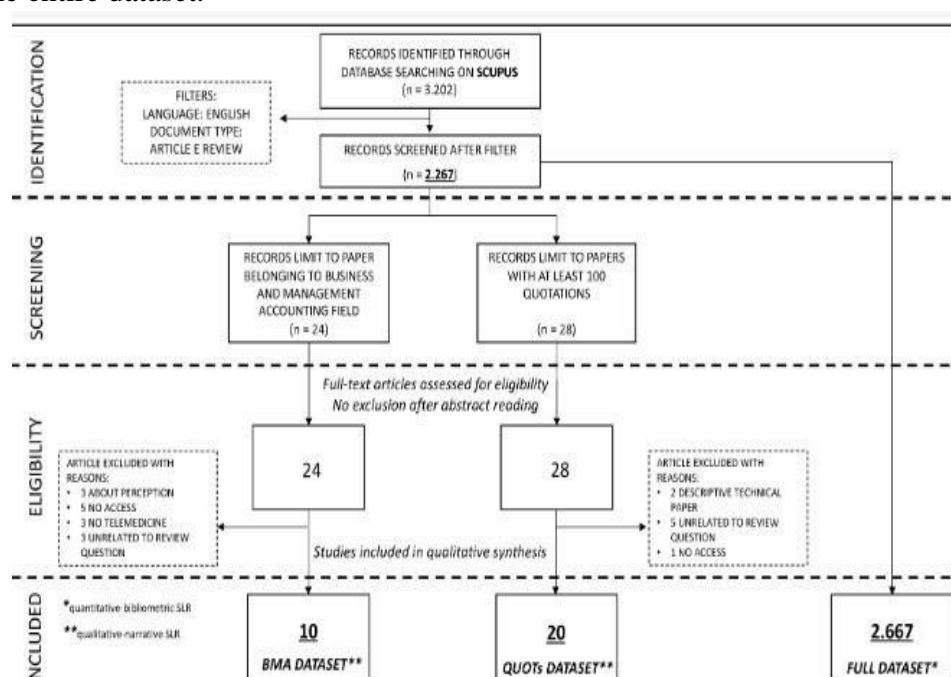 IDENTIFICATION
RECORDS IDENTIFIED THROUGH
DATABASE SEARCHING ON SCUPUS
(n = 3.202)
FILTERS:
LANGUAGE: ENGLISH
DOCUMENT TYPE:
ARTICLE E REVIEW
RECORDS SCREENED AFTER FILTER
(n = 2.267)
SCREENING
RECORDS LIMIT TO PAPER
BELONGING TO BUSINESS
AND MANAGEMENT
ACCOUNTING FIELD
(n = 24)
RECORDS LIMIT TO PAPERS
WITH AT LEAST 100
QUOTATIONS
(n = 28)
ELIGIBILITY
Full-text articles assessed for eligibility
No exclusion after abstract reading
24
28
ARTICLE EXCLUDED WITH
REASONS:
• 3 ABOUT PERCEPTION
• 5 NO ACCESS
• 3 NO TELEMEDICINE
• 3 UNRELATED TO REVIEW
QUESTION
ARTICLE EXCLUDED WITH
REASONS:
• 2 DESCRIPTIVE TECHNICAL
PAPER
• 5 UNRELATED TO REVIEW
QUESTION
• 1 NO ACCESS
Studies included in qualitative synthesis
*quantitative-bibliometric SLR
**qualitative-narrative SLR
10
BMA DATASET**
20
QUOTs DATASET**
2.667
FULL DATASET*